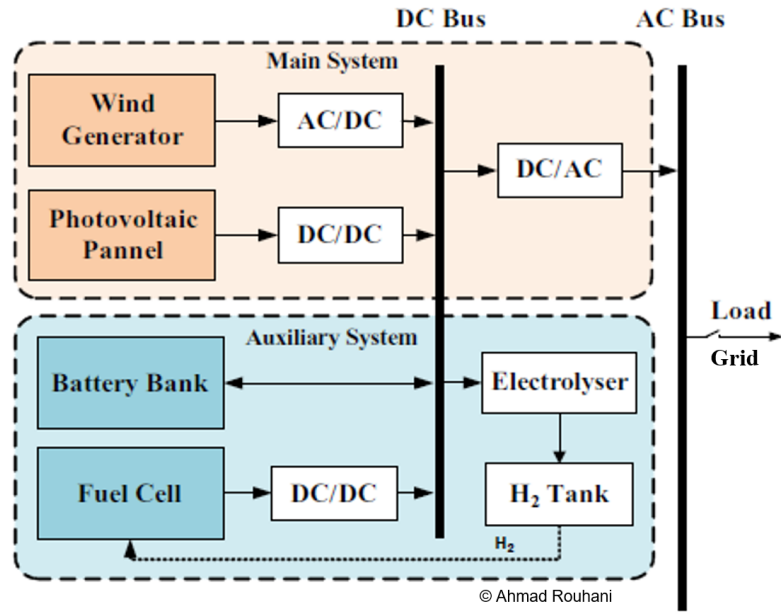 DC Bus
AC Bus
Main System
Wind
Generator
AC/DC
DC/AC
Photovoltaic
Pannel
DC/DC
Load
Grid
Auxiliary System
Battery Bank
Electrolyser
Fuel Cell
DC/DC
H₂ Tank
H₂
© Ahmad Rouhani